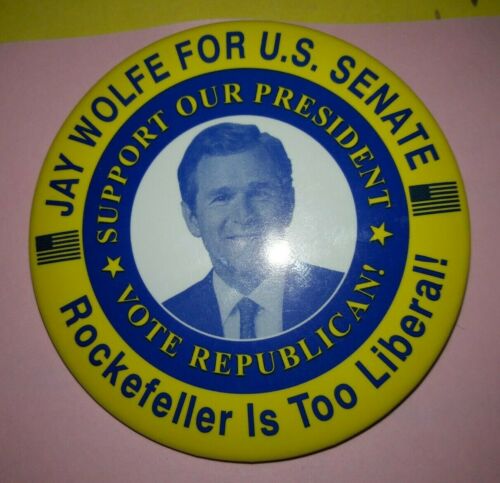 JAY WOLFE FOR U.S. SENATE
SUPPORT OUR PRESIDENT
VOTE REPUBLICAN!
Rockefeller Is Too Liberal!